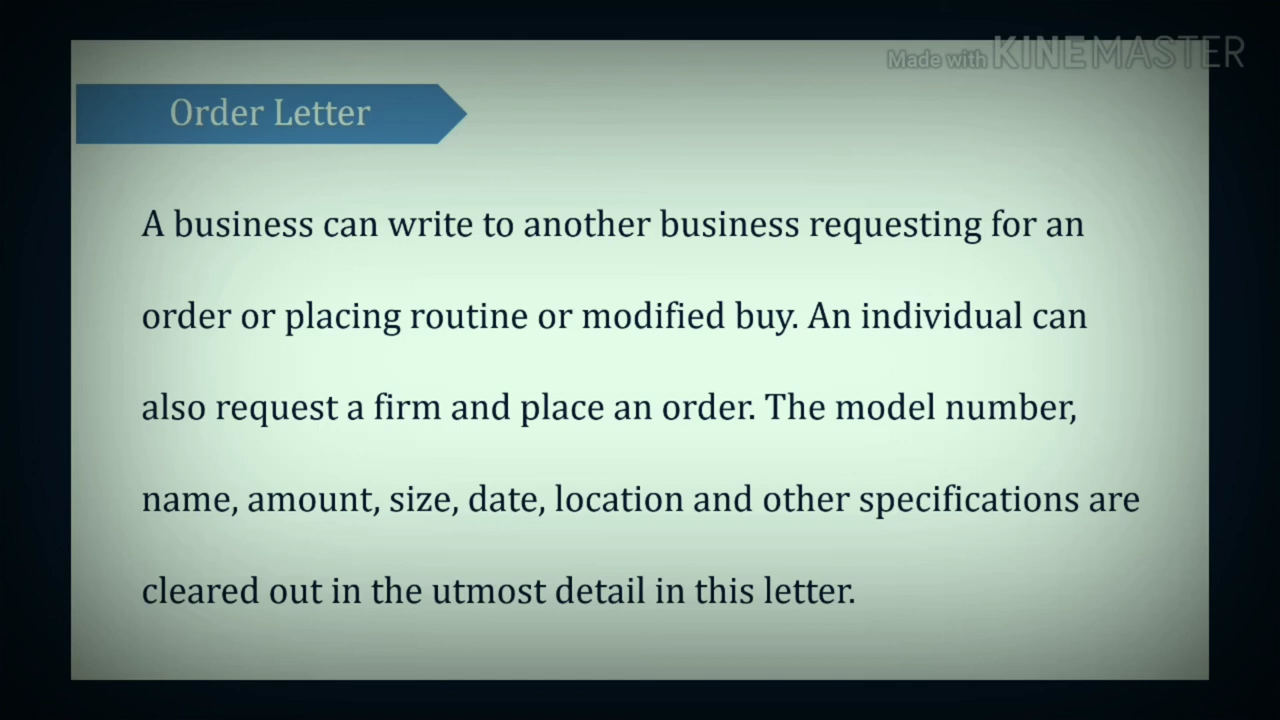 Made with KINEMASTER
Order Letter
A business can write to another business requesting for an
order or placing routine or modified buy. An individual can
also request a firm and place an order. The model number,
name, amount, size, date, location and other specifications are
cleared out in the utmost detail in this letter.